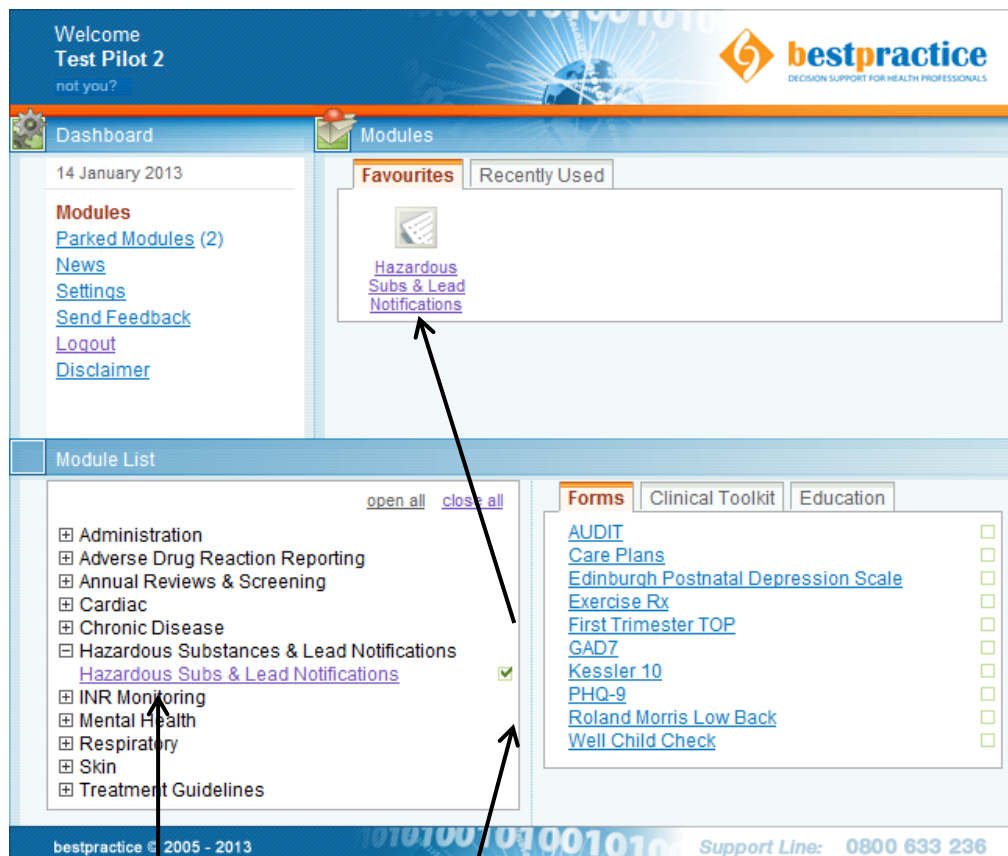 Welcome
Test Pilot 2
not you?
bestpractice
DECISION SUPPORT FOR HEALTH PROFESSIONALS
Dashboard
14 January 2013
Modules
Parked Modules (2)
News
Settings
Send Feedback
Logout
Disclaimer
Modules
Favourites
Recently Used
Hazardous
Subs & Lead
Notifications
Module List
open all close all
Administration
Adverse Drug Reaction Reporting
Annual Reviews & Screening
Cardiac
Chronic Disease
Hazardous Substances & Lead Notifications
Hazardous Subs & Lead Notifications
INR Monitoring
Mental Health
Respiratory
Skin
Treatment Guidelines
Forms
Clinical Toolkit
Education
AUDIT
Care Plans
Edinburgh Postnatal Depression Scale
Exercise Rx
First Trimester TOP
GAD7
Kessler 10
PHQ-9
Roland Morris Low Back
Well Child Check
bestpractice © 2005 - 2013
Support Line: 0800 633 236